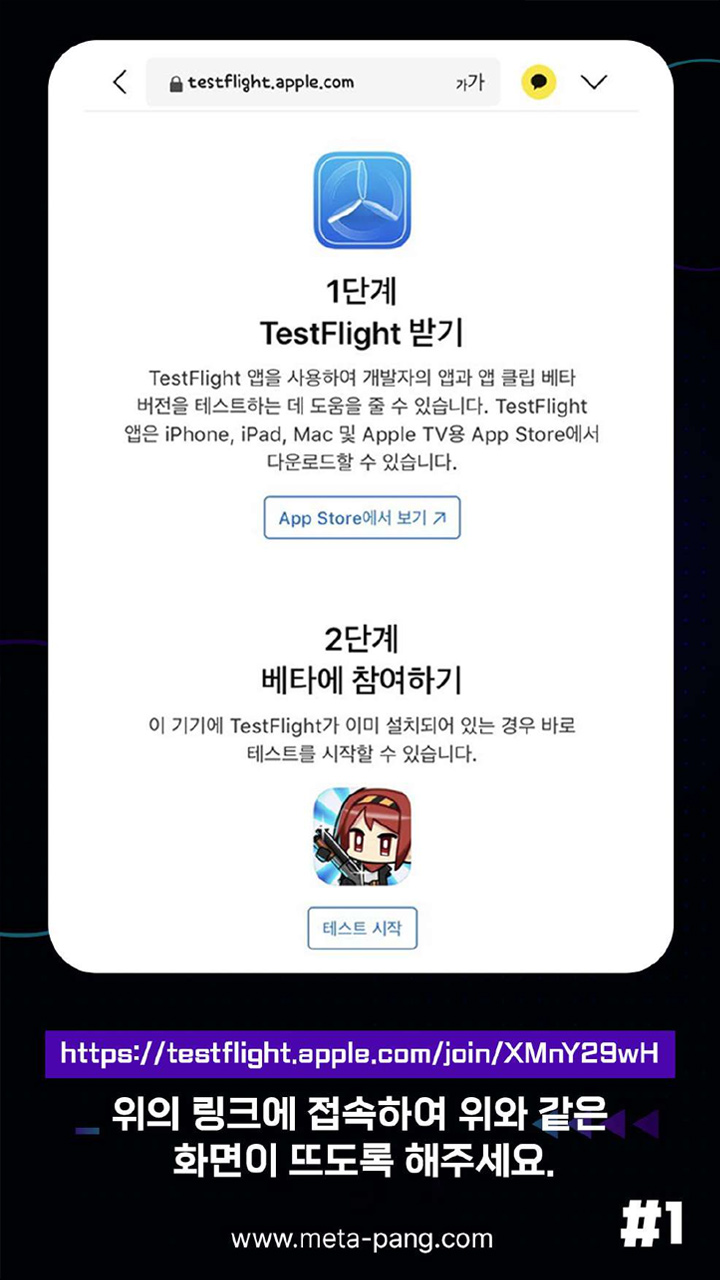 testflight.apple.com
가가
1단계
TestFlight 받기
TestFlight 앱을 사용하여 개발자의 앱과 앱 클립 베타
버전을 테스트하는 데 도움을 줄 수 있습니다. TestFlight
앱은 iPhone, iPad, Mac 및 Apple TV용 App Store에서
다운로드할 수 있습니다.
App Store에서 보기 ↗
2단계
베타에 참여하기
이 기기에 TestFlight가 이미 설치되어 있는 경우 바로
테스트를 시작할 수 있습니다.
테스트 시작
https://testflight.apple.com/join/XMnY29wH
위의 링크에 접속하여 위와 같은
화면이 뜨도록 해주세요.
#1
www.meta-pang.com